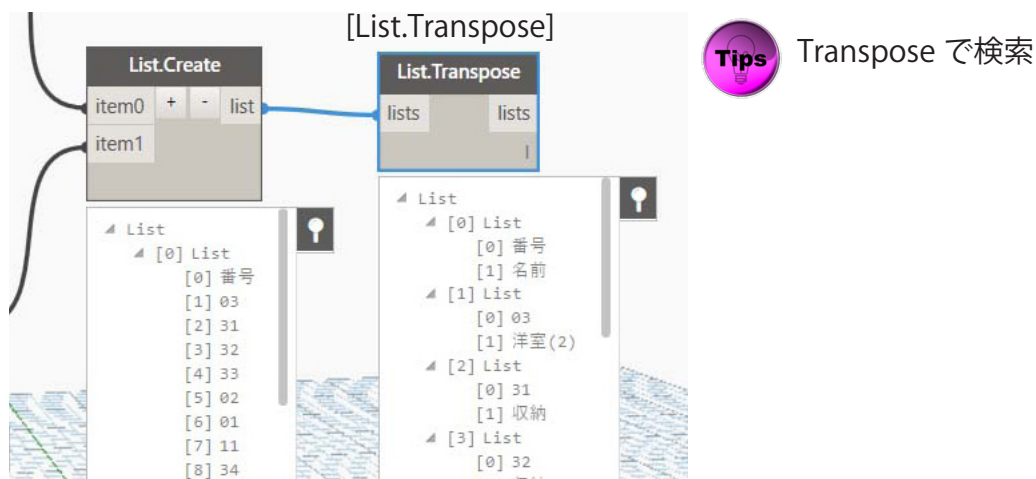 [List.Transpose]
Tips
Transpose で検索
List.Create
item0 + - list
item1
List.Transpose
lists lists
l
List
[0] List
[0] 番号
[1] 03
[2] 31
[3] 32
[4] 33
[5] 02
[6] 01
[7] 11
[8] 34
List
[0] List
[0] 番号
[1] 名前
[1] List
[0] 03
[1] 洋室(2)
[2] List
[0] 31
[1] 収納
[3] List
[0] 32